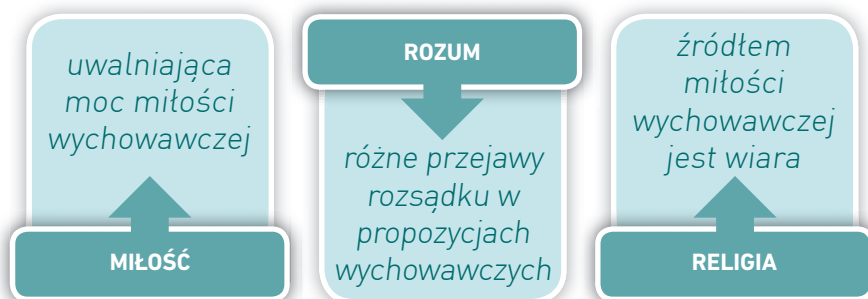 uwalniająca
moc miłości
wychowawczej
MIŁOŚĆ
ROZUM
różne przejawy
rozsądku w
propozycjach
wychowawczych
źródłem
miłości
wychowawczej
jest wiara
RELIGIA